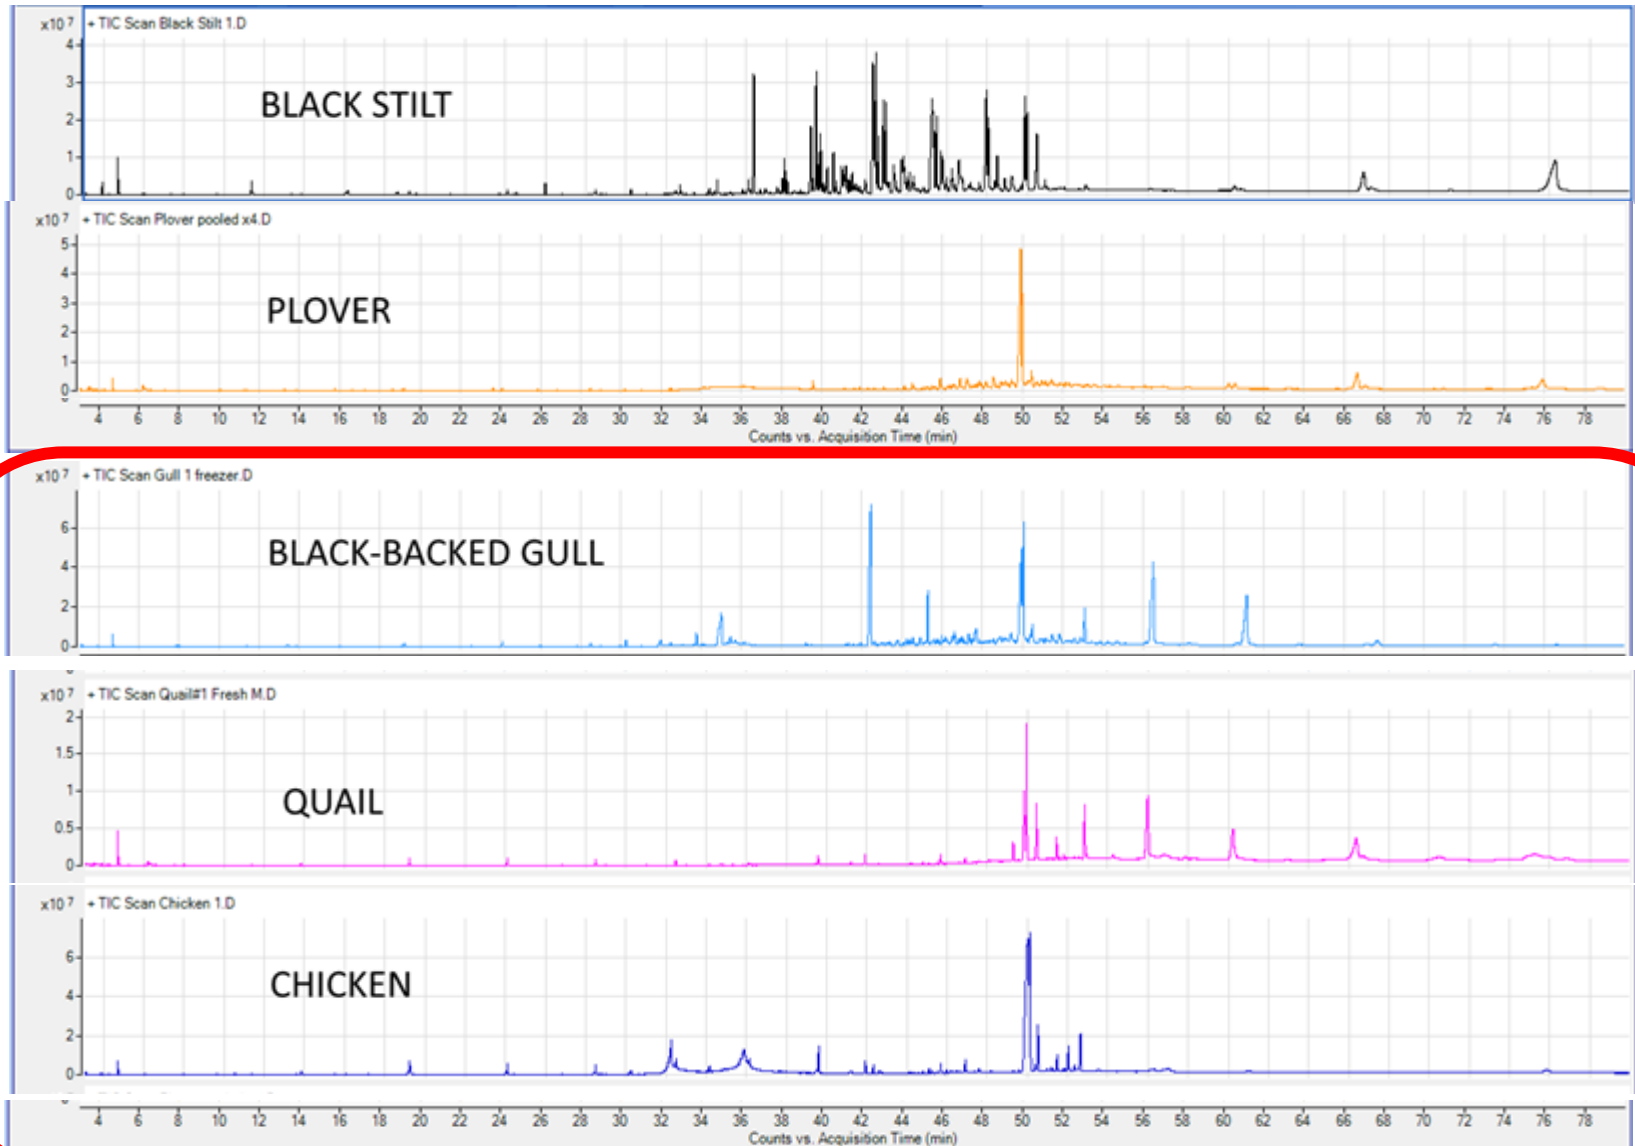 x10 7 + TIC Scan Black Stilt 1.D
4
3
2
1
0
BLACK STILT
x10 7 + TIC Scan Plover pooled x4.D
5
4
3
2
1
0
PLOVER
4 6 8 10 12 14 16 18 20 22 24 26 28 30 32 34 36 38 40 42 44 46 48 50 52 54 56 58 60 62 64 66 68 70 72 74 76 78
Counts vs. Acquisition Time (min)
x10 7 + TIC Scan Gull 1 freezer.D
6
4
2
0
BLACK-BACKED GULL
x10 7 + TIC Scan Quail#1 Fresh M.D
2
1.5
1
0.5
0
QUAIL
x10 7 + TIC Scan Chicken 1.D
6
4
2
0
CHICKEN
4 6 8 10 12 14 16 18 20 22 24 26 28 30 32 34 36 38 40 42 44 46 48 50 52 54 56 58 60 62 64 66 68 70 72 74 76 78
Counts vs. Acquisition Time (min)